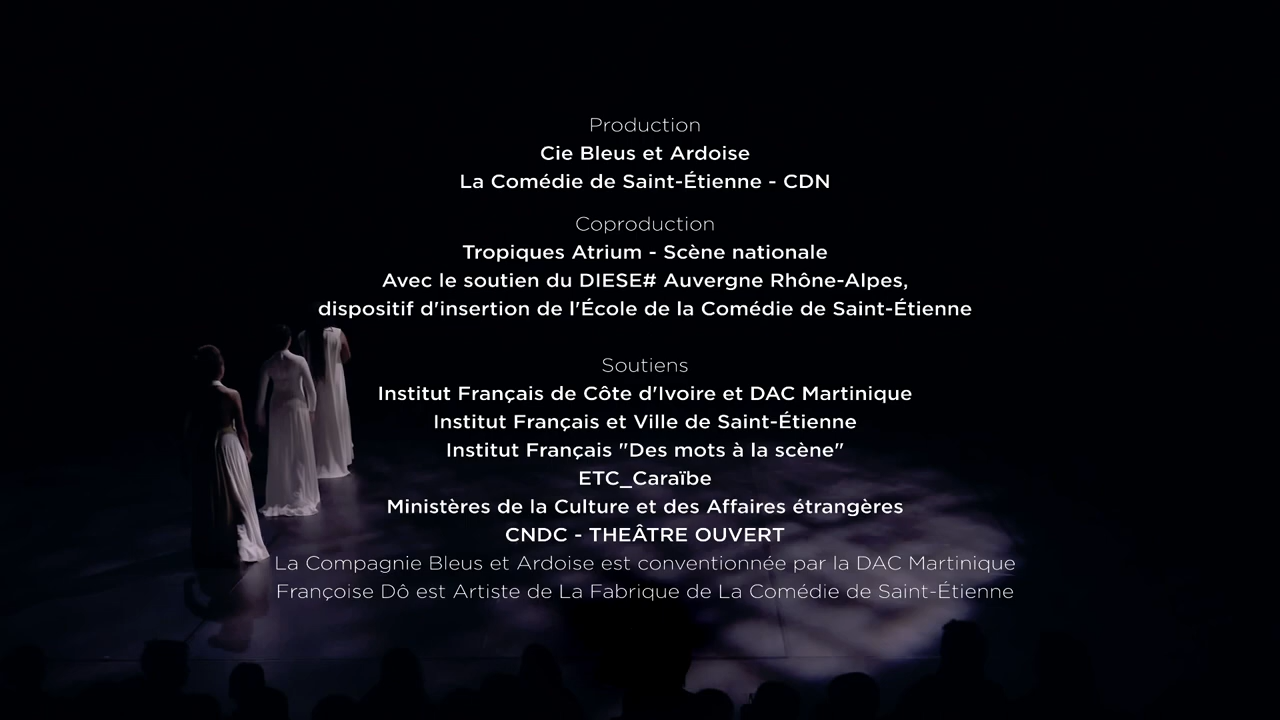 Production
Cie Bleus et Ardoise
La Comédie de Saint-Étienne - CDN
Coproduction
Tropiques Atrium - Scène nationale
Avec le soutien du DIESE# Auvergne Rhône-Alpes,
dispositif d'insertion de l'École de la Comédie de Saint-Étienne
Soutiens
Institut Français de Côte d'Ivoire et DAC Martinique
Institut Français et Ville de Saint-Étienne
Institut Français "Des mots à la scène"
ETC_Caraïbe
Ministères de la Culture et des Affaires étrangères
CNDC - THEÂTRE OUVERT
La Compagnie Bleus et Ardoise est conventionnée par la DAC Martinique
Françoise Dô est Artiste de La Fabrique de La Comédie de Saint-Étienne